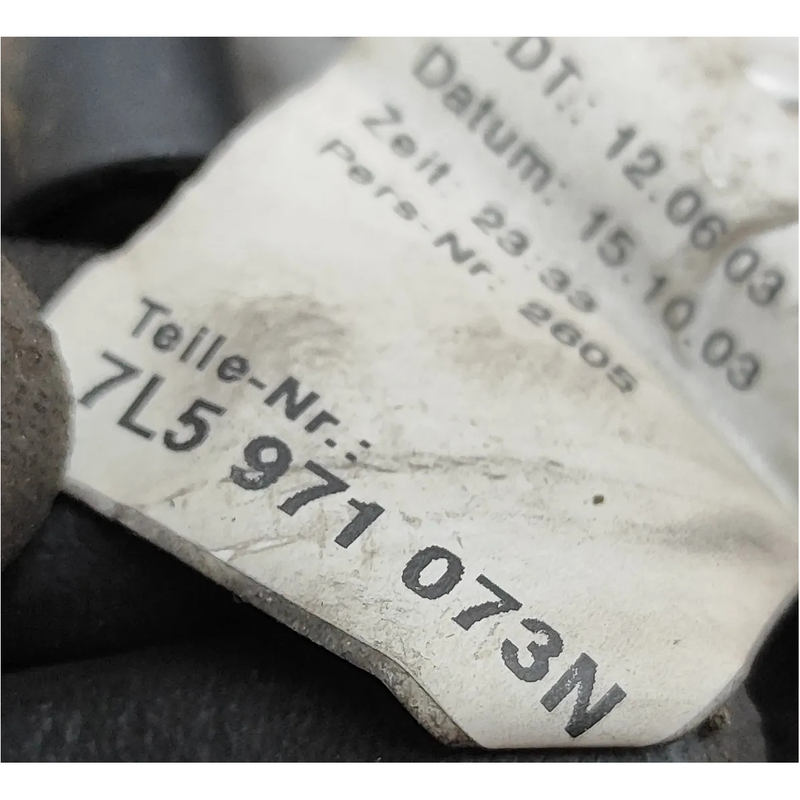 .DT.: 12.06 03
Datum: 15.10.03
Zeit: 23:33
Pers-Nr: 2605
Teile-Nr.:
7L5 971 073N